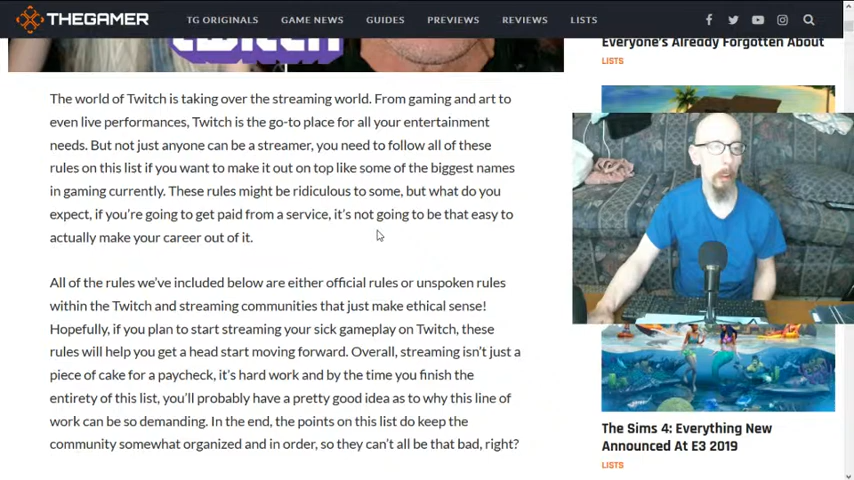 THEGAMER
TG ORIGINALS
GAME NEWS
GUIDES
PREVIEWS
REVIEWS
LISTS
twitch
Everyone's Already Forgotten About
LISTS
The world of Twitch is taking over the streaming world. From gaming and art to
even live performances, Twitch is the go-to place for all your entertainment
needs. But not just anyone can be a streamer, you need to follow all of these
rules on this list if you want to make it out on top like some of the biggest names
in gaming currently. These rules might be ridiculous to some, but what do you
expect, if you're going to get paid from a service, it's not going to be that easy to
actually make your career out of it.
All of the rules we've included below are either official rules or unspoken rules
within the Twitch and streaming communities that just make ethical sense!
Hopefully, if you plan to start streaming your sick gameplay on Twitch, these
rules will help you get a head start moving forward. Overall, streaming isn't just a
piece of cake for a paycheck, it's hard work and by the time you finish the
entirety of this list, you'll probably have a pretty good idea as to why this line of
work can be so demanding. In the end, the points on this list do keep the
community somewhat organized and in order, so they can't all be that bad, right?
The Sims 4: Everything New
Announced At E3 2019
LISTS